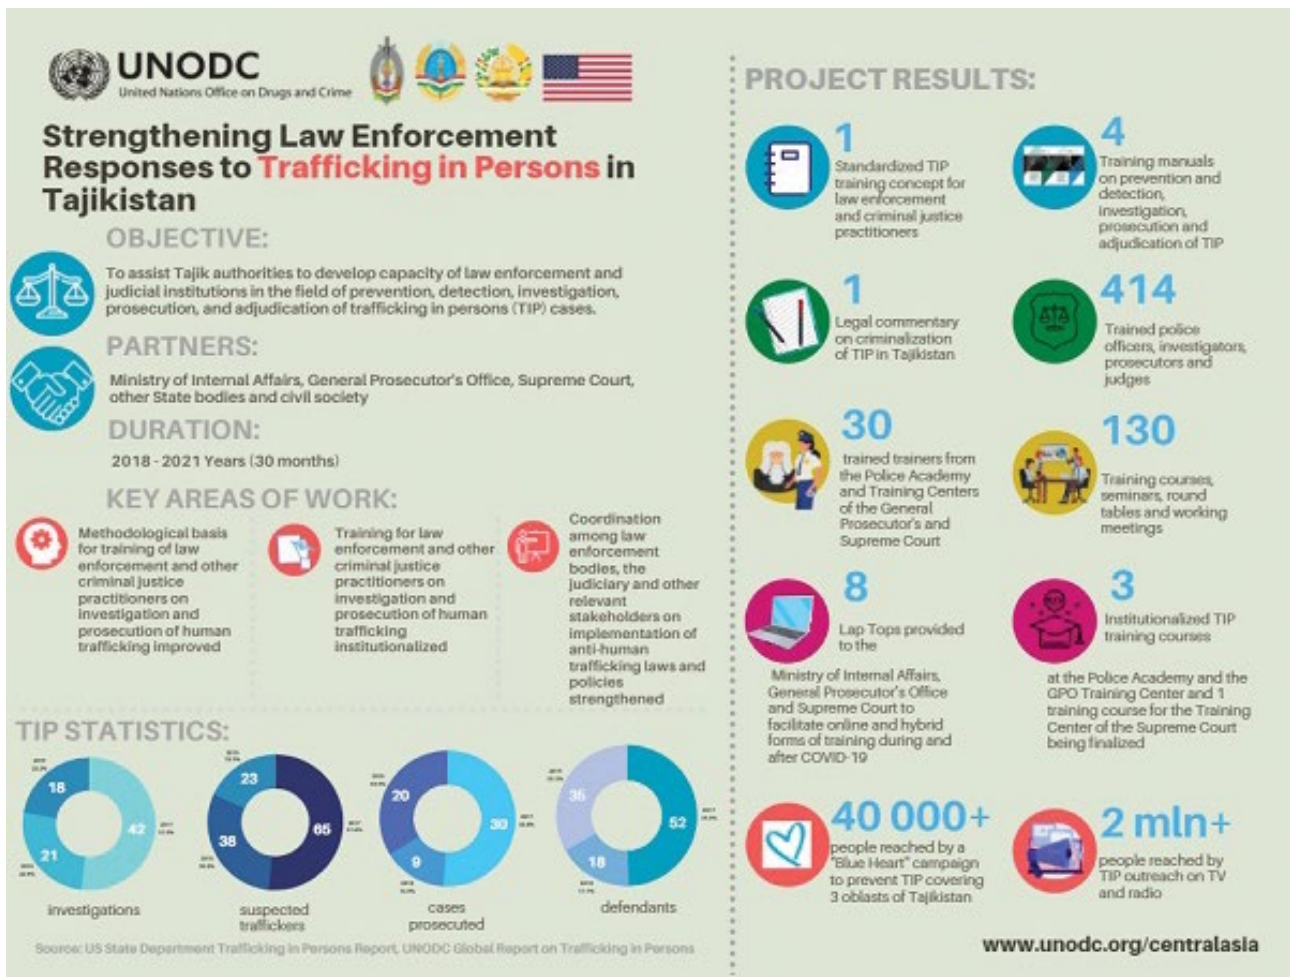 UNODC
United Nations Office on Drugs and Crime
Strengthening Law Enforcement
Responses to Trafficking in Persons in
Tajikistan
OBJECTIVE:
To assist Tajik authorities to develop capacity of law enforcement and
judicial institutions in the field of prevention, detection, investigation,
prosecution, and adjudication of trafficking in persons (TIP) cases.
PARTNERS:
Ministry of Internal Affairs, General Prosecutor's Office, Supreme Court,
other State bodies and civil society
DURATION:
2018 - 2021 Years (30 months)
KEY AREAS OF WORK:
Methodological basis
for training of law
enforcement and other
criminal justice
practitioners on
investigation and
prosecution of human
trafficking improved
Training for law
enforcement and other
criminal justice
practitioners on
investigation and
prosecution of human
trafficking
institutionalized
Coordination
among law
enforcement
bodies, the
judiciary and other
relevant
stakeholders on
implementation of
anti-human
trafficking laws and
policies
strengthened
TIP STATISTICS:
18
42
21
investigations
23
65
38
suspected
traffickers
20
30
9
cases
prosecuted
35
52
18
defendants
Source: US State Department Trafficking in Persons Report, UNODC Global Report on Trafficking in Persons
PROJECT RESULTS:
1
Standardized TIP
training concept for
law enforcement
and criminal justice
practitioners
4
Training manuals
on prevention and
detection,
investigation,
prosecution and
adjudication of TIP
1
Legal commentary
on criminalization
of TIP in Tajikistan
414
Trained police
officers, investigators,
prosecutors and
judges
30
trained trainers from
the Police Academy
and Training Centers
of the General
Prosecutor's and
Supreme Court
130
Training courses,
seminars, round
tables and working
meetings
8
Lap Tops provided
to the
Ministry of Internal Affairs,
General Prosecutor's Office
and Supreme Court to
facilitate online and hybrid
forms of training during and
after COVID-19
3
Institutionalized TIP
training courses
at the Police Academy and the
GPO Training Center and 1
training course for the Training
Center of the Supreme Court
being finalized
40 000+
people reached by a
"Blue Heart" campaign
to prevent TIP covering
3 oblasts of Tajikistan
2 mln+
people reached by
TIP outreach on TV
and radio
www.unodc.org/centralasia